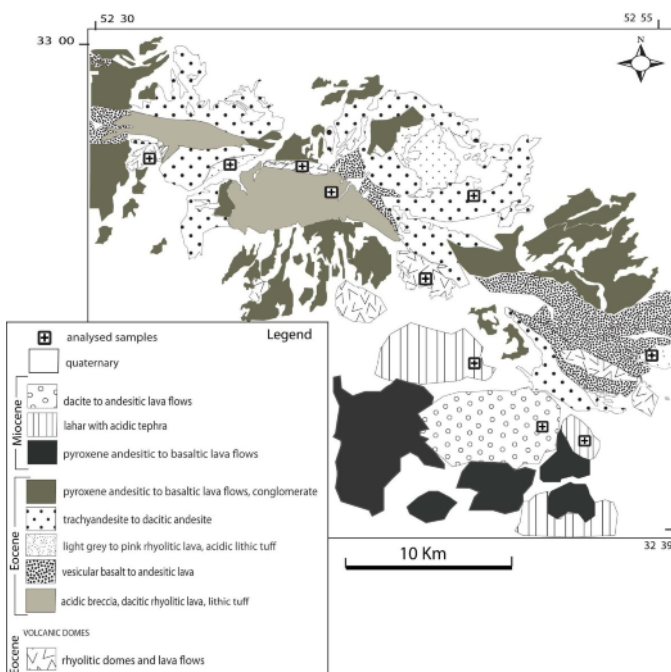 52 30
52 55
33 00
N
Legend
analysed samples
quaternary
Miocene
dacite to andesitic lava flows
lahar with acidic tephra
pyroxene andesitic to basaltic lava flows
Eocene
pyroxene andesitic to basaltic lava flows, conglomerate
trachyandesite to dacitic andesite
light grey to pink rhyolitic lava, acidic lithic tuff
vesicular basalt to andesitic lava
acidic breccia, dacitic rhyolitic lava, lithic tuff
Eocene
VOLCANIC DOMES
rhyolitic domes and lava flows
10 Km
32 39